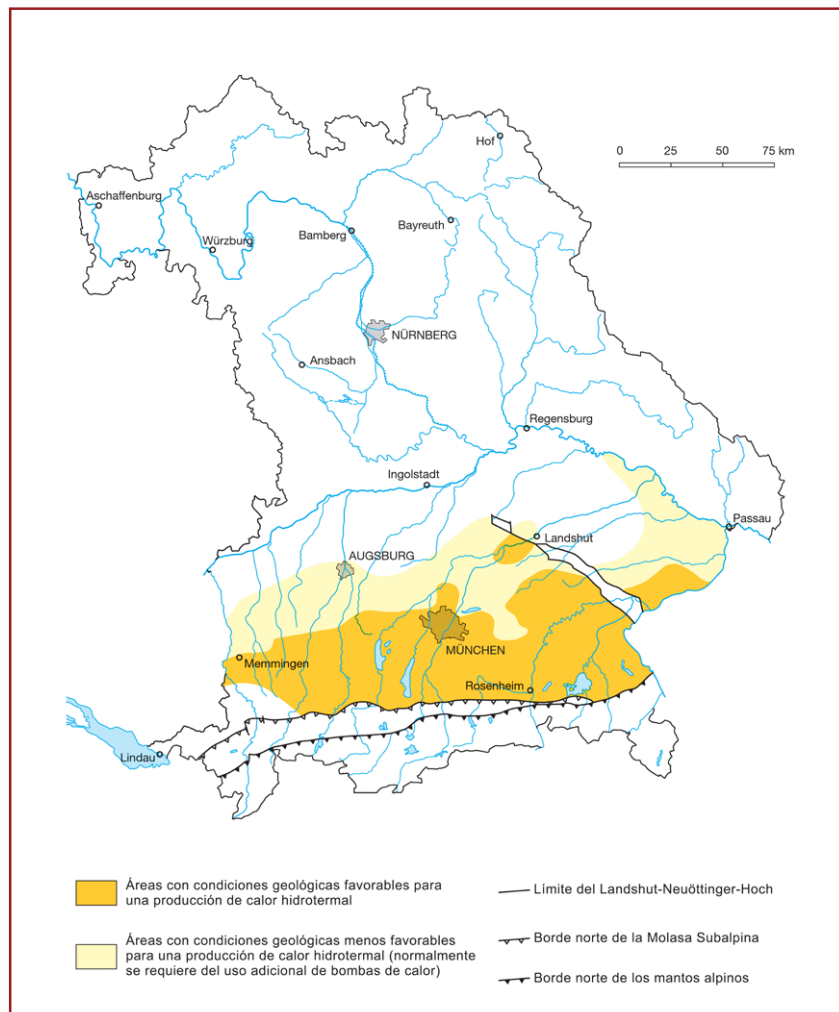 Hof
0 25 50 75 km
Aschaffenburg
Bayreuth
Würzburg
Bamberg
NÜRNBERG
Ansbach
Regensburg
Ingolstadt
Passau
Landshut
AUGSBURG
MÜNCHEN
Memmingen
Rosenheim
Lindau
Áreas con condiciones geológicas favorables para
una producción de calor hidrotermal
Áreas con condiciones geológicas menos favorables
para una producción de calor hidrotermal (normalmente
se requiere del uso adicional de bombas de calor)
Límite del Landshut-Neuöttinger-Hoch
Borde norte de la Molasa Subalpina
Borde norte de los mantos alpinos